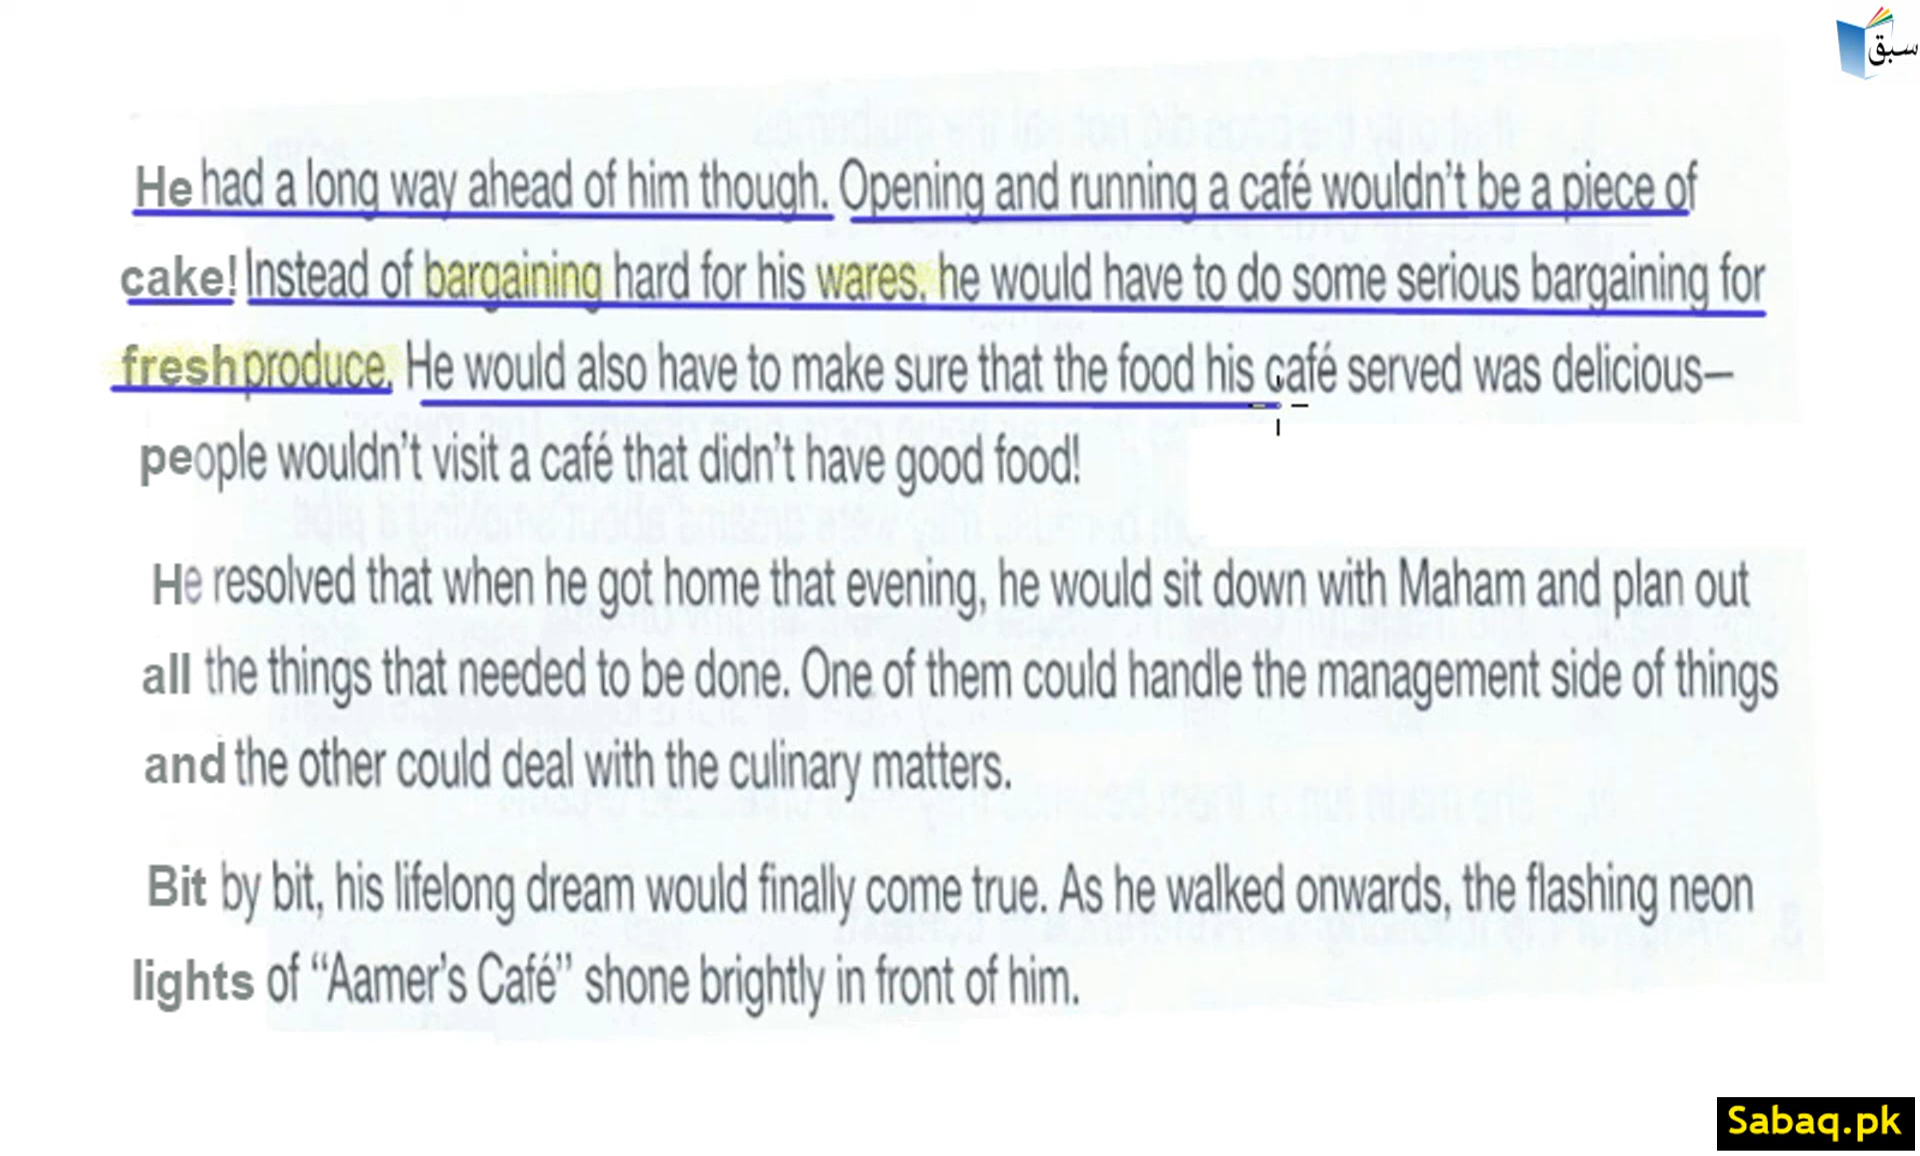 سبق
He had a long way ahead of him though. Opening and running a café wouldn't be a piece of
cake! Instead of bargaining hard for his wares, he would have to do some serious bargaining for
fresh produce. He would also have to make sure that the food his café served was delicious—
people wouldn't visit a café that didn't have good food!
He resolved that when he got home that evening, he would sit down with Maham and plan out
all the things that needed to be done. One of them could handle the management side of things
and the other could deal with the culinary matters.
Bit by bit, his lifelong dream would finally come true. As he walked onwards, the flashing neon
lights of “Aamer's Café” shone brightly in front of him.
Sabaq.pk